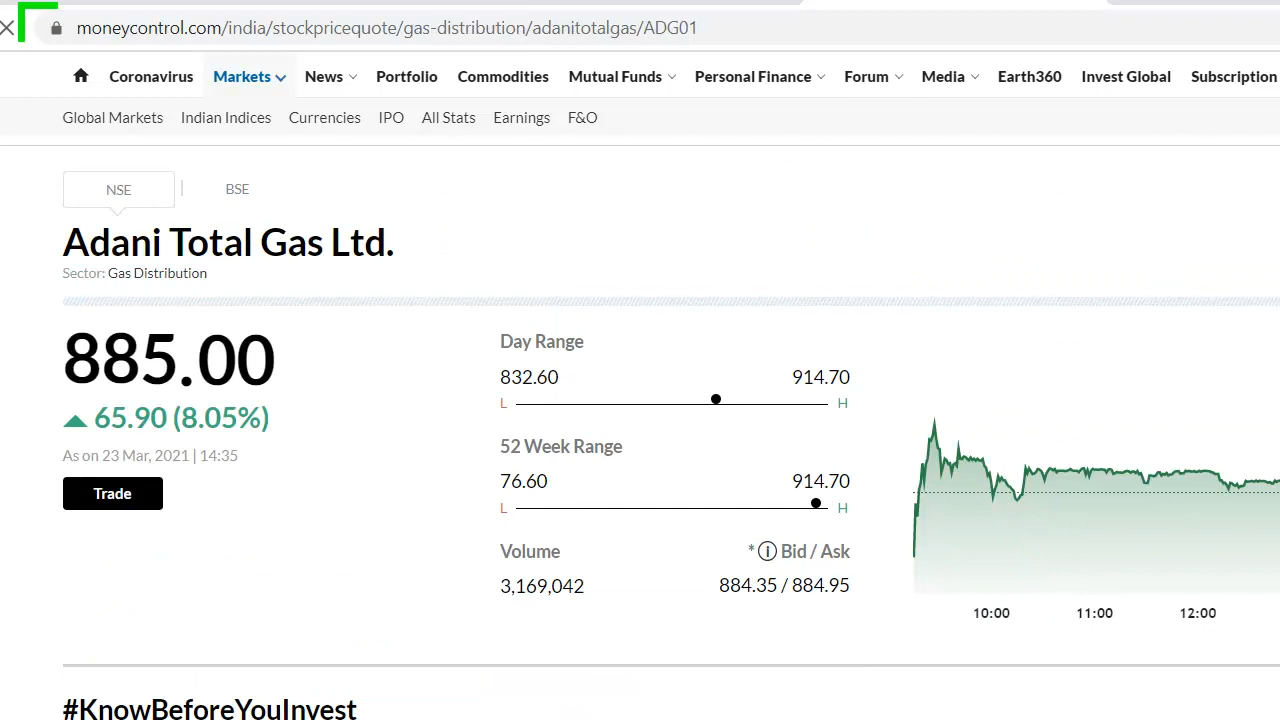 moneycontrol.com/india/stockpricequote/gas-distribution/adanitotalgas/ADG01
Coronavirus Markets News Portfolio Commodities Mutual Funds Personal Finance Forum Media Earth360 Invest Global Subscription
Global Markets Indian Indices Currencies IPO All Stats Earnings F&O
NSE | BSE
Adani Total Gas Ltd.
Sector: Gas Distribution
885.00
65.90 (8.05%)
As on 23 Mar, 2021 | 14:35
Trade
Day Range
832.60 914.70
L H
52 Week Range
76.60 914.70
L H
Volume * i Bid / Ask
3,169,042 884.35 / 884.95
10:00 11:00 12:00
#KnowBeforeYouInvest